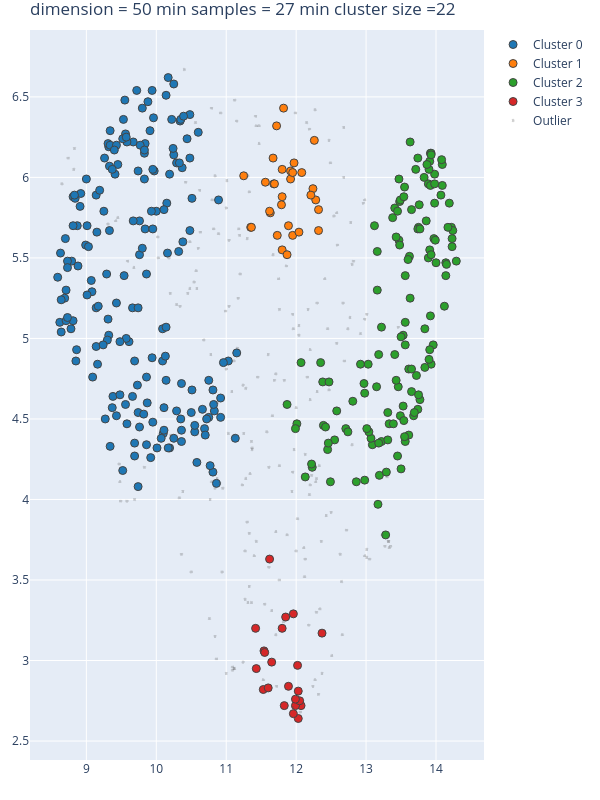 dimension = 50 min samples = 27 min cluster size =22
Cluster 0
Cluster 1
Cluster 2
Cluster 3
Outlier
6.5
6
5.5
5
4.5
4
3.5
3
2.5
9 10 11 12 13 14